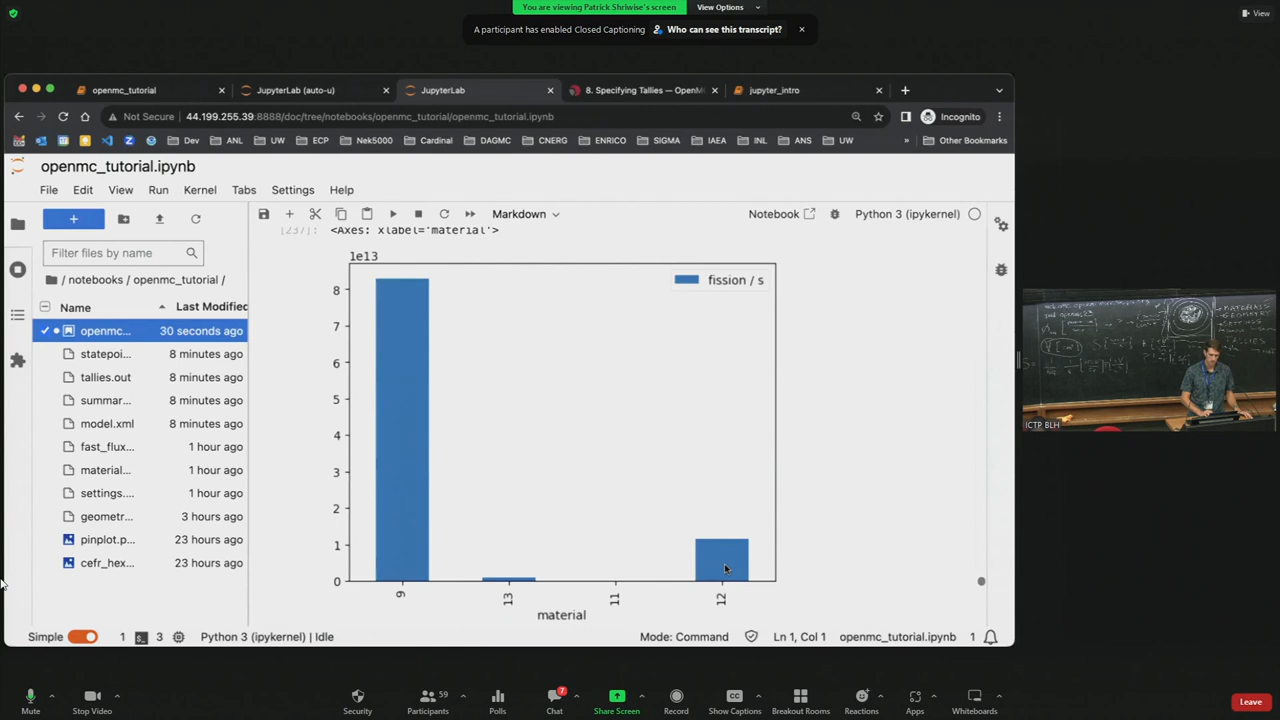 You are viewing Patrick Shriwise's screen View Options
View
A participant has enabled Closed Captioning Who can see this transcript?
openmc_tutorial JupyterLab (auto-u) JupyterLab 8. Specifying Tallies — OpenM jupyter_intro
Not Secure 44.199.255.39:8888/doc/tree/notebooks/openmc_tutorial/openmc_tutorial.ipynb Incognito
Dev ANL UW ECP Nek5000 Cardinal DAGMC CNERG ENRICO SIGMA IAEA INL ANS UW » Other Bookmarks
openmc_tutorial.ipynb
File Edit View Run Kernel Tabs Settings Help
Markdown Notebook Python 3 (ipykernel)
[237]: <Axes: xlabel='material'>
Filter files by name
/ notebooks / openmc_tutorial /
Name Last Modified
openmc... 30 seconds ago
statepoi... 8 minutes ago
tallies.out 8 minutes ago
summar... 8 minutes ago
model.xml 8 minutes ago
fast_flux... 1 hour ago
material... 1 hour ago
settings.... 1 hour ago
geometr... 3 hours ago
pinplot.p... 23 hours ago
cefr_hex... 23 hours ago
1e13
fission / s
8
7
6
5
4
3
2
1
0
9 13 11 12
material
MATERIALS
GEOMETRY
SETTINGS
TALLIES
ICTP BLH
Simple 1 3 Python 3 (ipykernel) | Idle Mode: Command Ln 1, Col 1 openmc_tutorial.ipynb 1
59
7
Mute Stop Video Security Participants Polls Chat Share Screen Record Show Captions Breakout Rooms Reactions Apps Whiteboards Leave